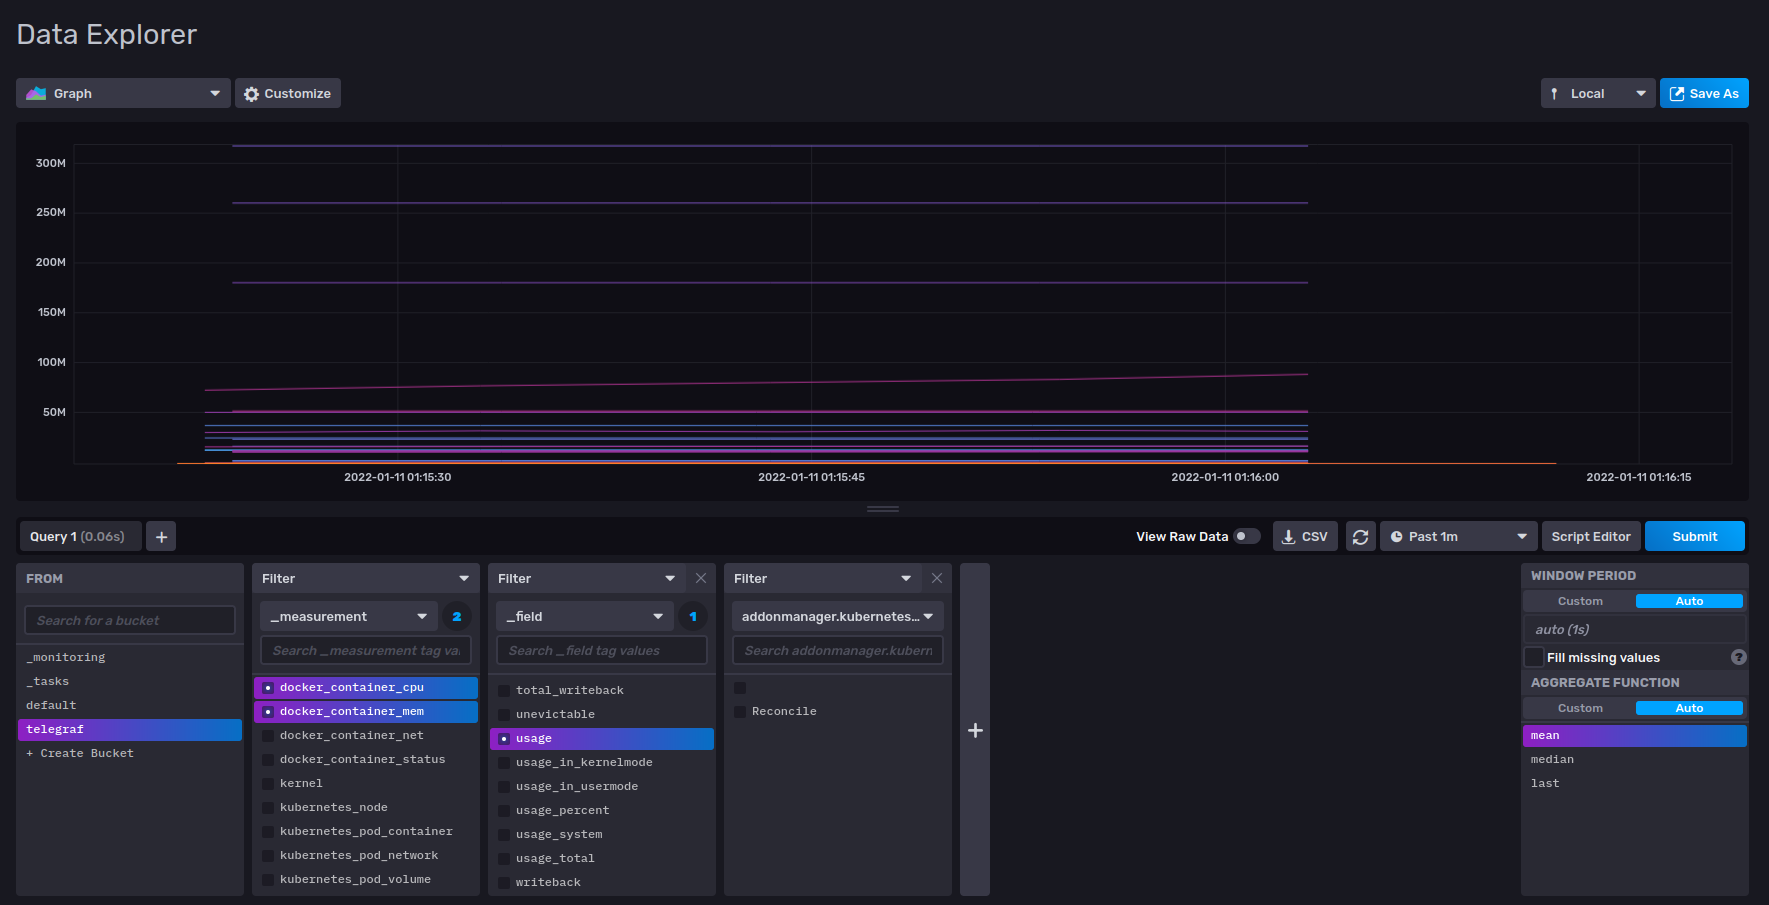 Data Explorer
Graph
Customize
Local
Save As
300M
250M
200M
150M
100M
50M
2022-01-11 01:15:30
2022-01-11 01:15:45
2022-01-11 01:16:00
2022-01-11 01:16:15
Query 1 (0.06s)
+
View Raw Data
CSV
Past 1m
Script Editor
Submit
FROM
Search for a bucket
_monitoring
_tasks
default
telegraf
+ Create Bucket
Filter
_measurement
2
Search _measurement tag va
docker_container_cpu
docker_container_mem
docker_container_net
docker_container_status
kernel
kubernetes_node
kubernetes_pod_container
kubernetes_pod_network
kubernetes_pod_volume
Filter
_field
1
Search _field tag values
total_writeback
unevictable
usage
usage_in_kernelmode
usage_in_usermode
usage_percent
usage_system
usage_total
writeback
Filter
addonmanager.kubernetes...
Search addonmanager.kubern
Reconcile
+
WINDOW PERIOD
Custom
Auto
auto (1s)
Fill missing values
?
AGGREGATE FUNCTION
Custom
Auto
mean
median
last